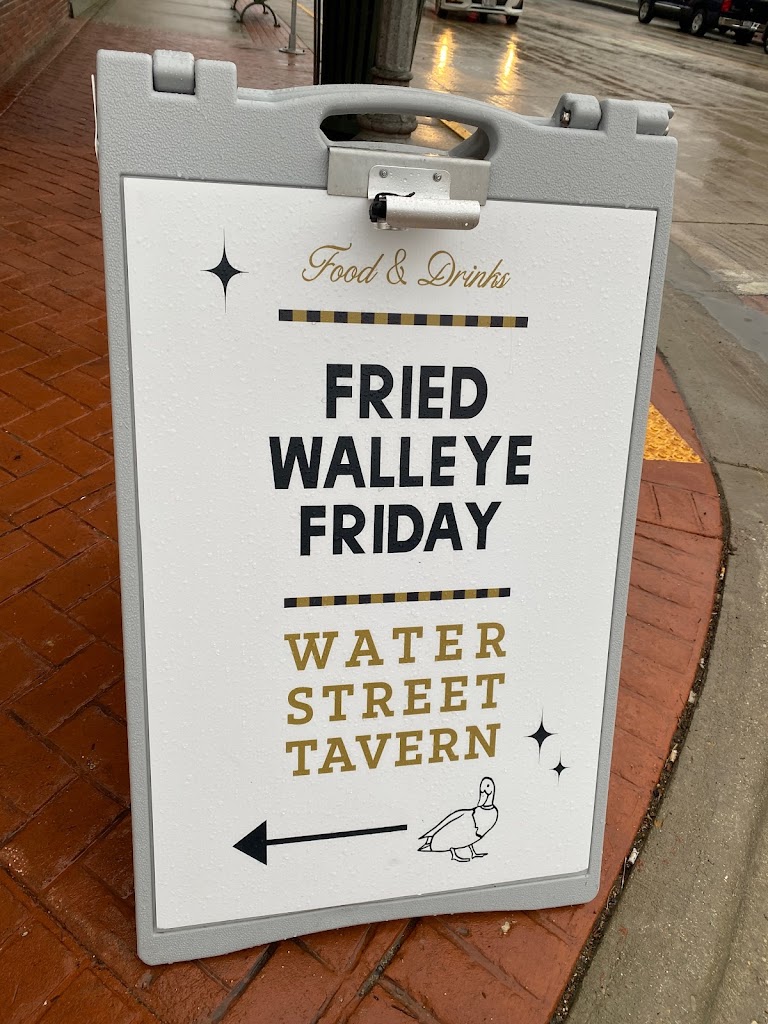 Food & Drinks
FRIED
WALLEYE
FRIDAY
WATER
STREET
TAVERN